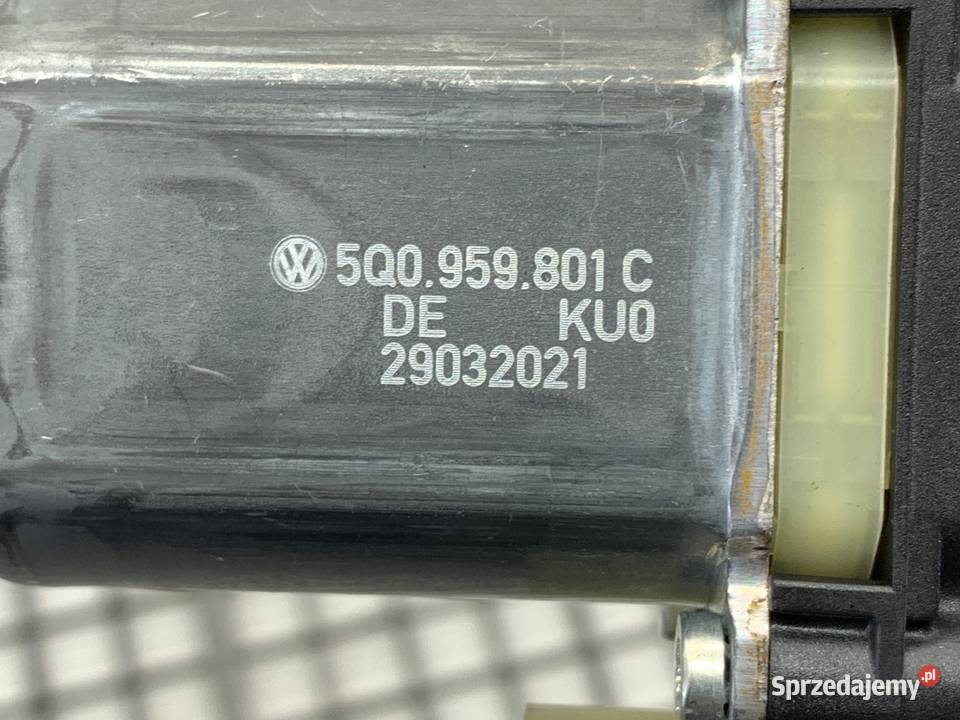 5Q0.959.801 C
DE KU0
29032021
Sprzedajemy.pl